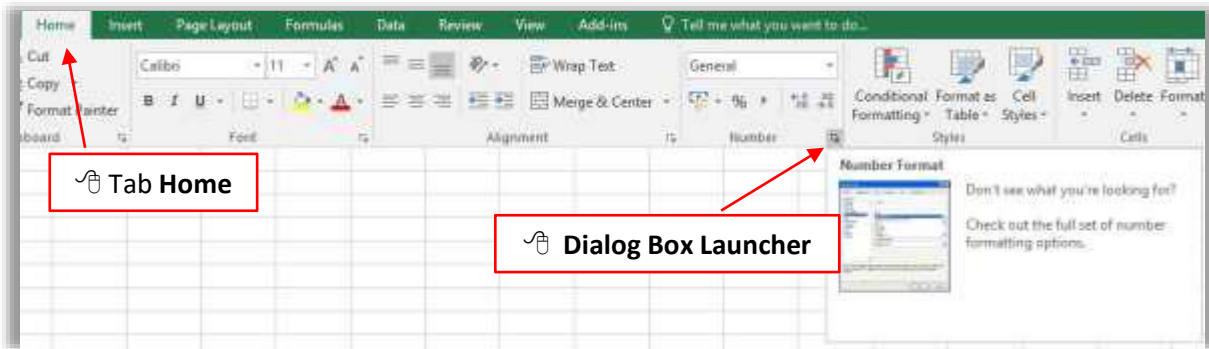 Home Insert Page Layout Formulas Data Review View Add-ins Tell me what you want to do...
Cut
Copy
Format Painter
Calibri 11 A A
Wrap Text
General
B I U A
Merge & Center
%
Conditional Formatting
Format as Table
Cell Styles
Insert Delete Format
board Font Alignment Number Styles Cells
Tab Home
Dialog Box Launcher
Number Format
Don't see what you're looking for?
Check out the full set of number
formatting options.